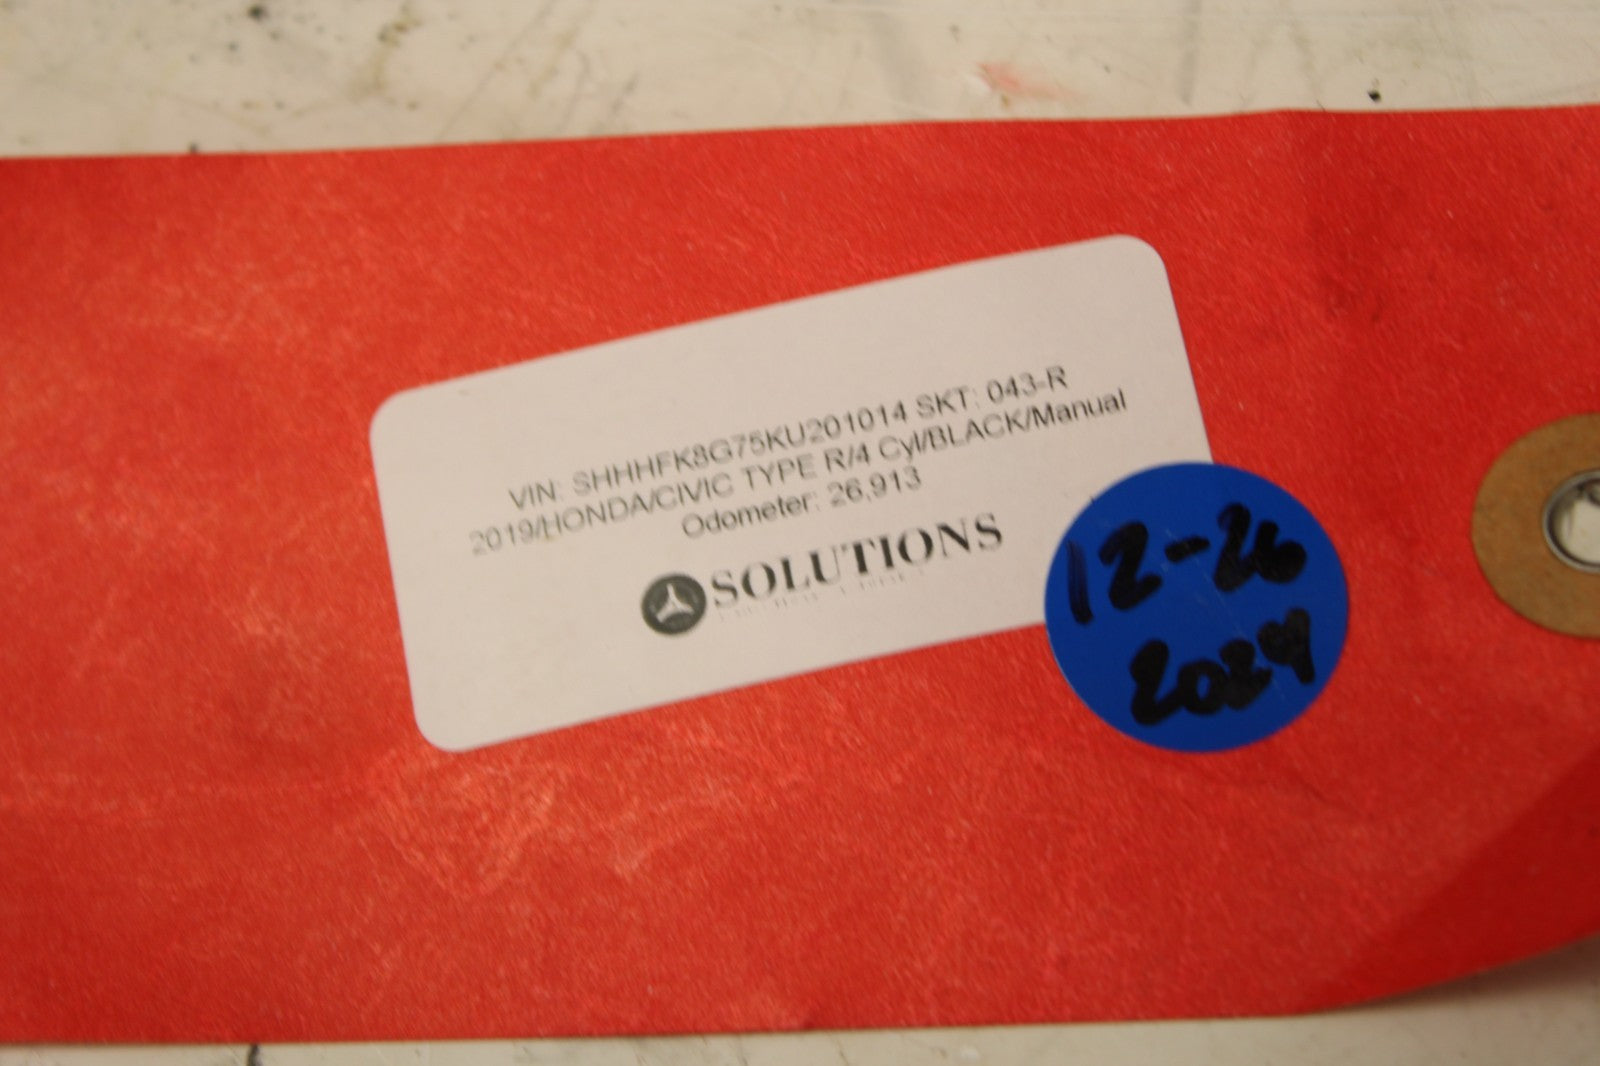 VIN: SHHHFK8G75KU201014 SKT: 043-R
2019/HONDA/CIVIC TYPE R/4 Cyl/BLACK/Manual
Odometer: 26,913
SOLUTIONS
12-26
2024